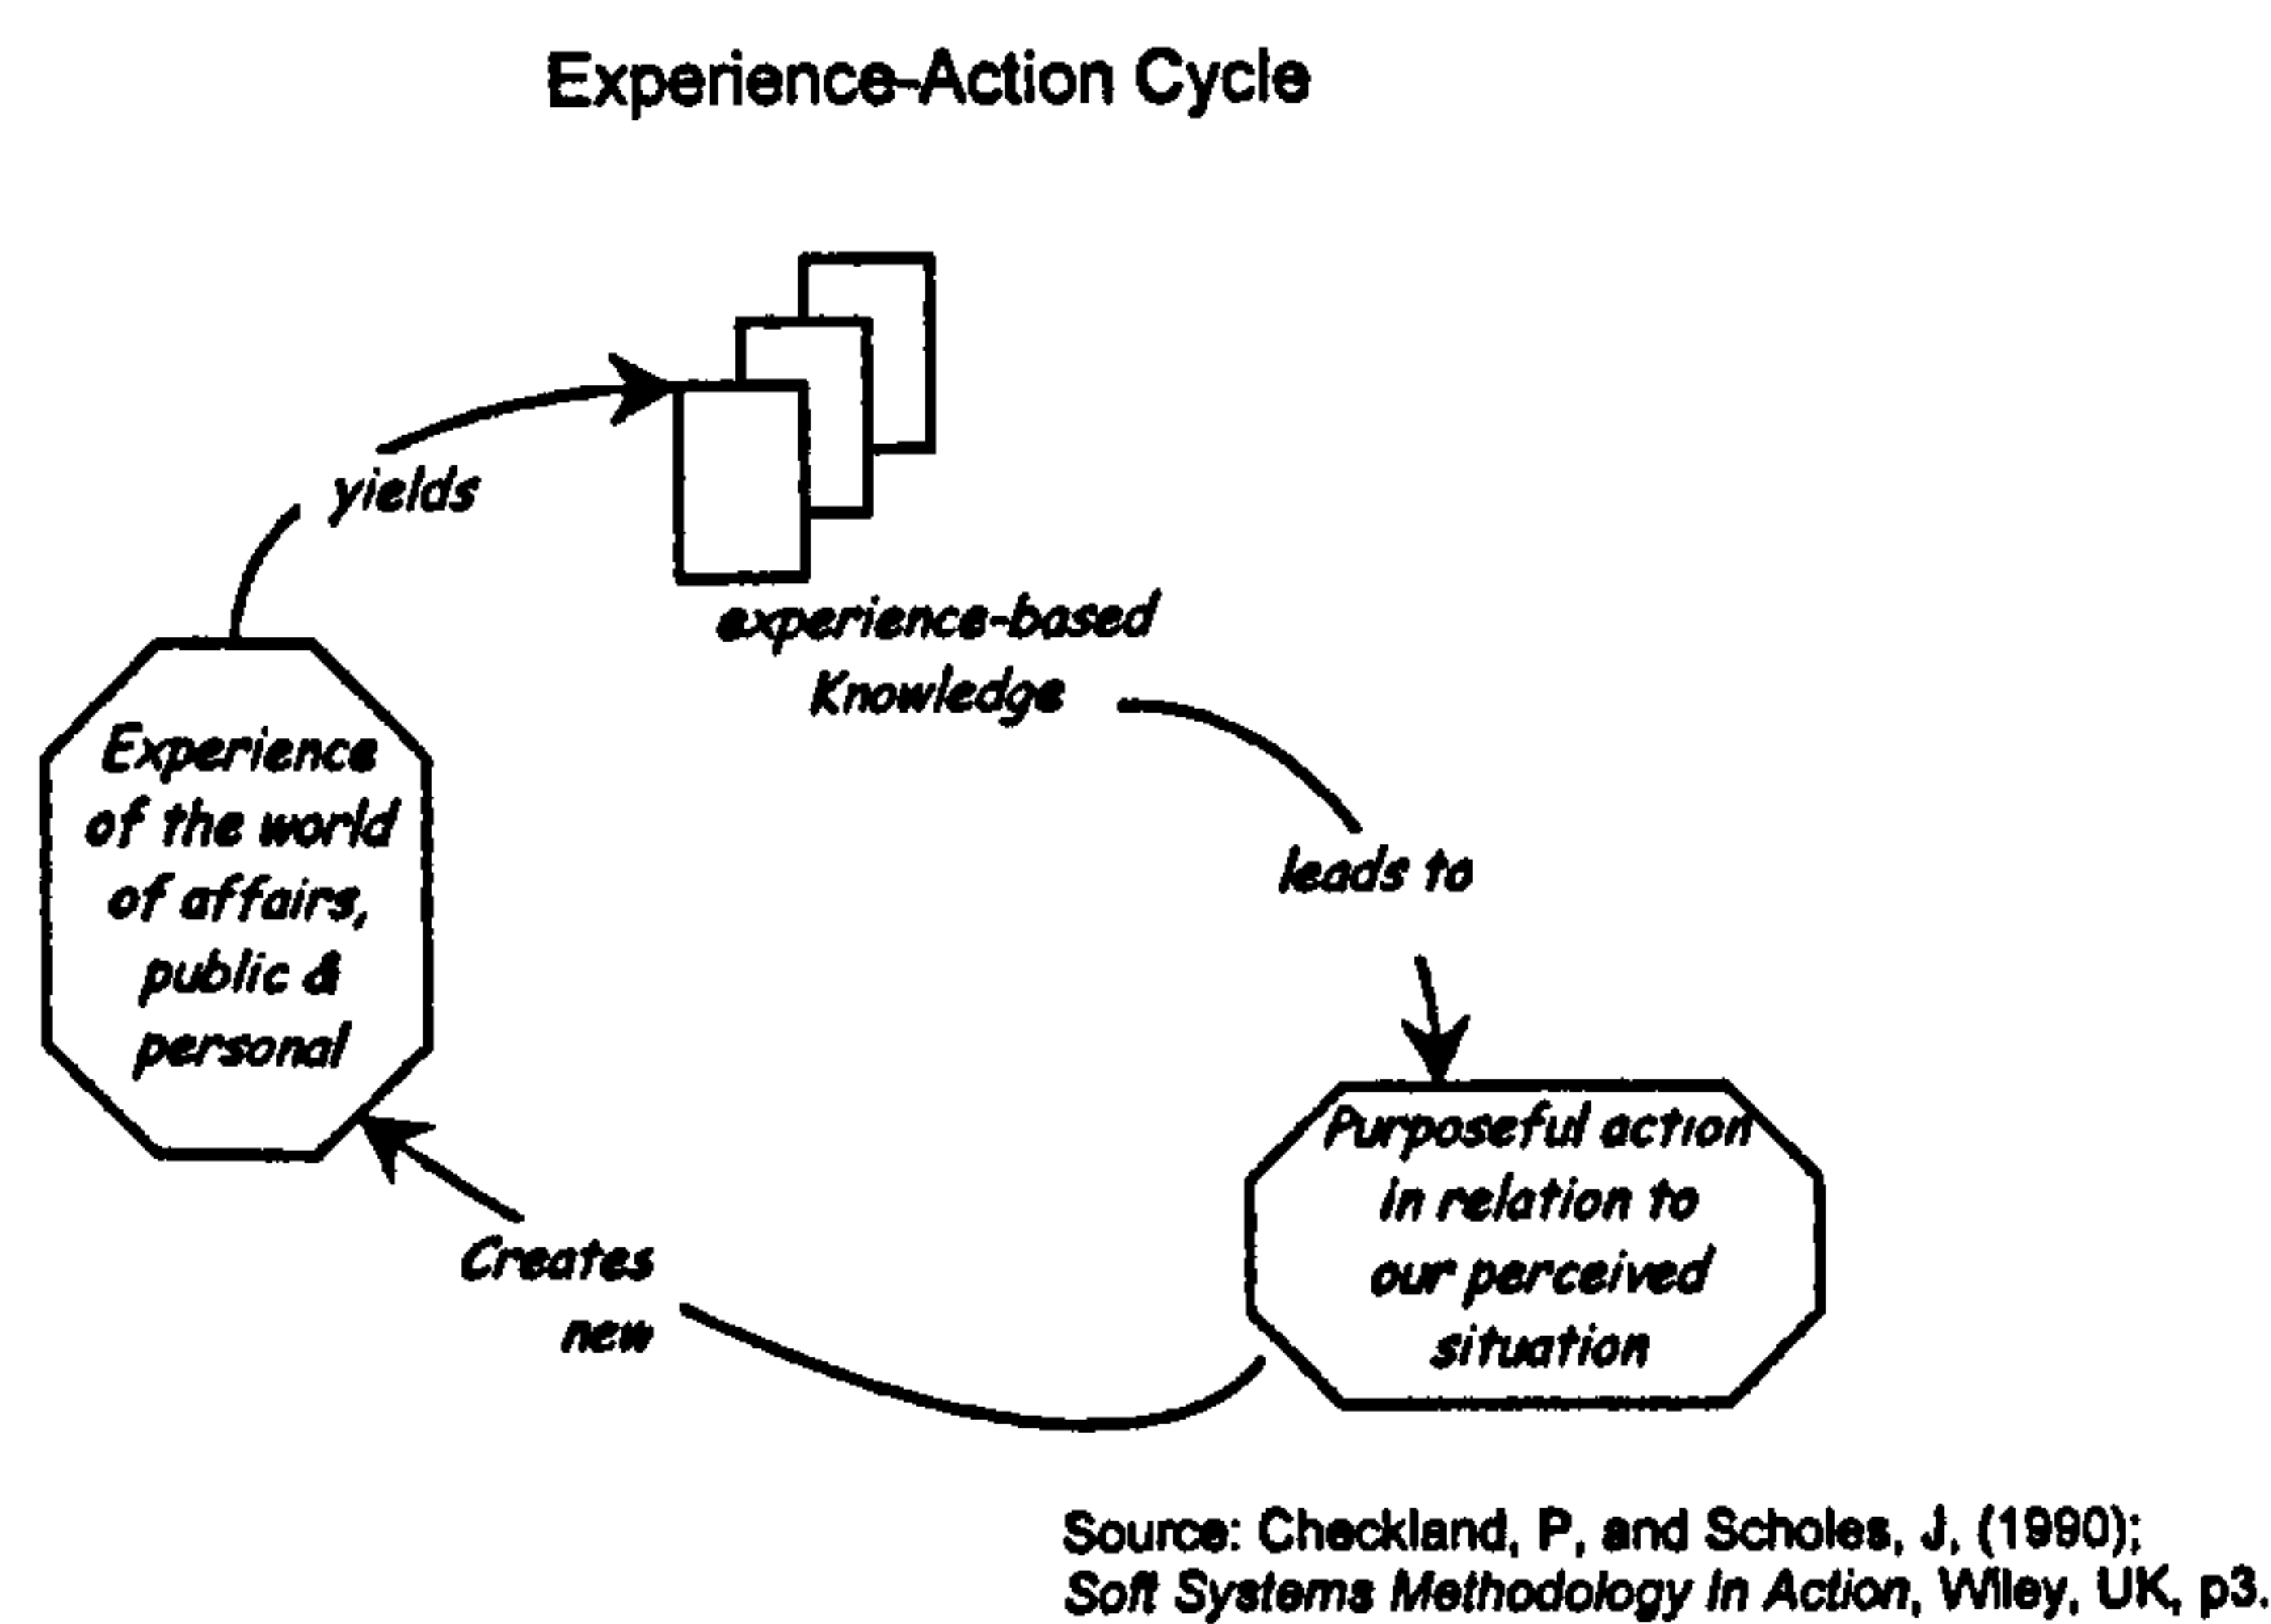 Experience-Action Cycle
yields
experience-based
Knowledge
Experience
of the world
of affairs,
public &
personal
leads to
Purposeful action
in relation to
our perceived
situation
Creates
new
Source: Checkland, P, and Scholes, J, (1990);
Soft Systems Methodology in Action, Wiley, UK, p3.